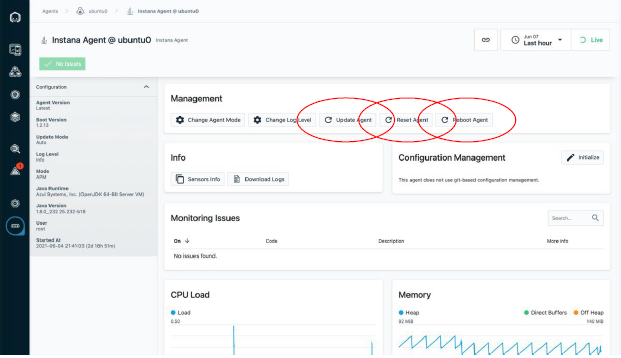 Agents > ubuntu0 > Instana Agent @ ubuntu0
Instana Agent @ ubuntu0 Instana Agent
Jun 07
Last hour
Live
No Issues
Configuration
Agent Version
Latest
Boot Version
1.2.13
Update Mode
Auto
Log Level
Info
Mode
APM
Java Runtime
Azul Systems, Inc. (OpenJDK 64-Bit Server VM)
Java Version
1.8.0_232 25.232-b18
User
root
Started At
2021-06-04 21:41:03 (2d 16h 51m)
Management
Change Agent Mode Change Log Level Update Agent Reset Agent Reboot Agent
Info
Sensors Info Download Logs
Configuration Management Initialize
This agent does not use git-based configuration management.
Monitoring Issues Search...
On ↓ Code Description More Info
No issues found.
CPU Load
Load
0.50
Memory
Heap Direct Buffers Off Heap
92 MiB 140 MiB